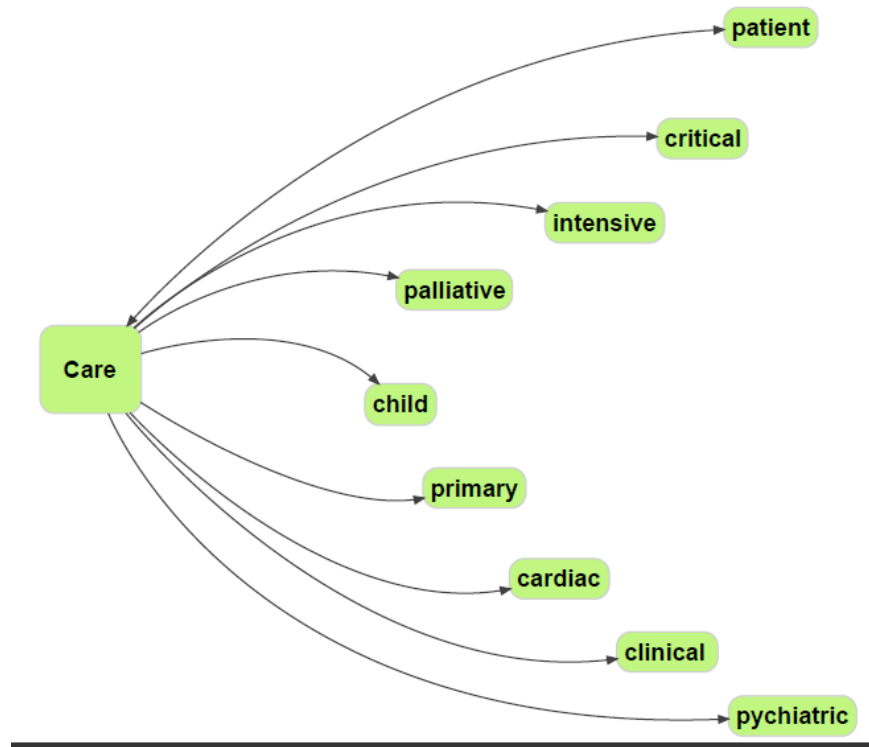 patient
critical
intensive
palliative
Care
child
primary
cardiac
clinical
pychiatric